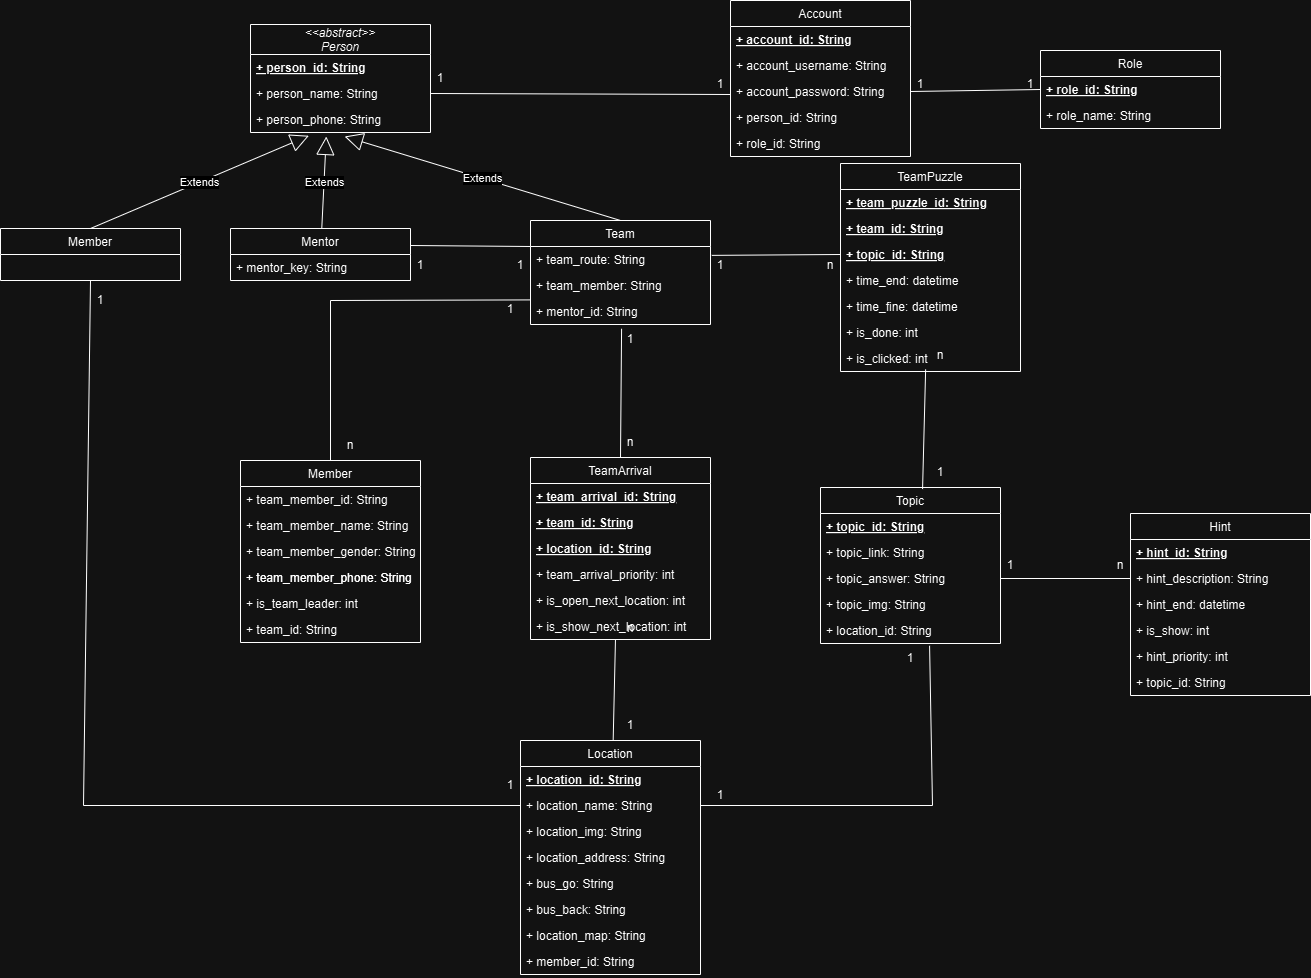 <<abstract>>
Person
+ person_id: String
+ person_name: String
+ person_phone: String
Account
+ account_id: String
+ account_username: String
+ account_password: String
+ person_id: String
+ role_id: String
Role
+ role_id: String
+ role_name: String
1
1
1
1
Extends
Extends
Extends
Member
Mentor
+ mentor_key: String
Team
+ team_route: String
+ team_member: String
+ mentor_id: String
TeamPuzzle
+ team_puzzle_id: String
+ team_id: String
+ topic_id: String
+ time_end: datetime
+ time_fine: datetime
+ is_done: int
+ is_clicked: int
1
1
1
n
1
1
1
n
n
n
1
Member
+ team_member_id: String
+ team_member_name: String
+ team_member_gender: String
+ team_member_phone: String
+ is_team_leader: int
+ team_id: String
TeamArrival
+ team_arrival_id: String
+ team_id: String
+ location_id: String
+ team_arrival_priority: int
+ is_open_next_location: int
+ is_show_next_location: int
n
Topic
+ topic_id: String
+ topic_link: String
+ topic_answer: String
+ topic_img: String
+ location_id: String
1
n
Hint
+ hint_id: String
+ hint_description: String
+ hint_end: datetime
+ is_show: int
+ hint_priority: int
+ topic_id: String
1
1
1
1
Location
+ location_id: String
+ location_name: String
+ location_img: String
+ location_address: String
+ bus_go: String
+ bus_back: String
+ location_map: String
+ member_id: String